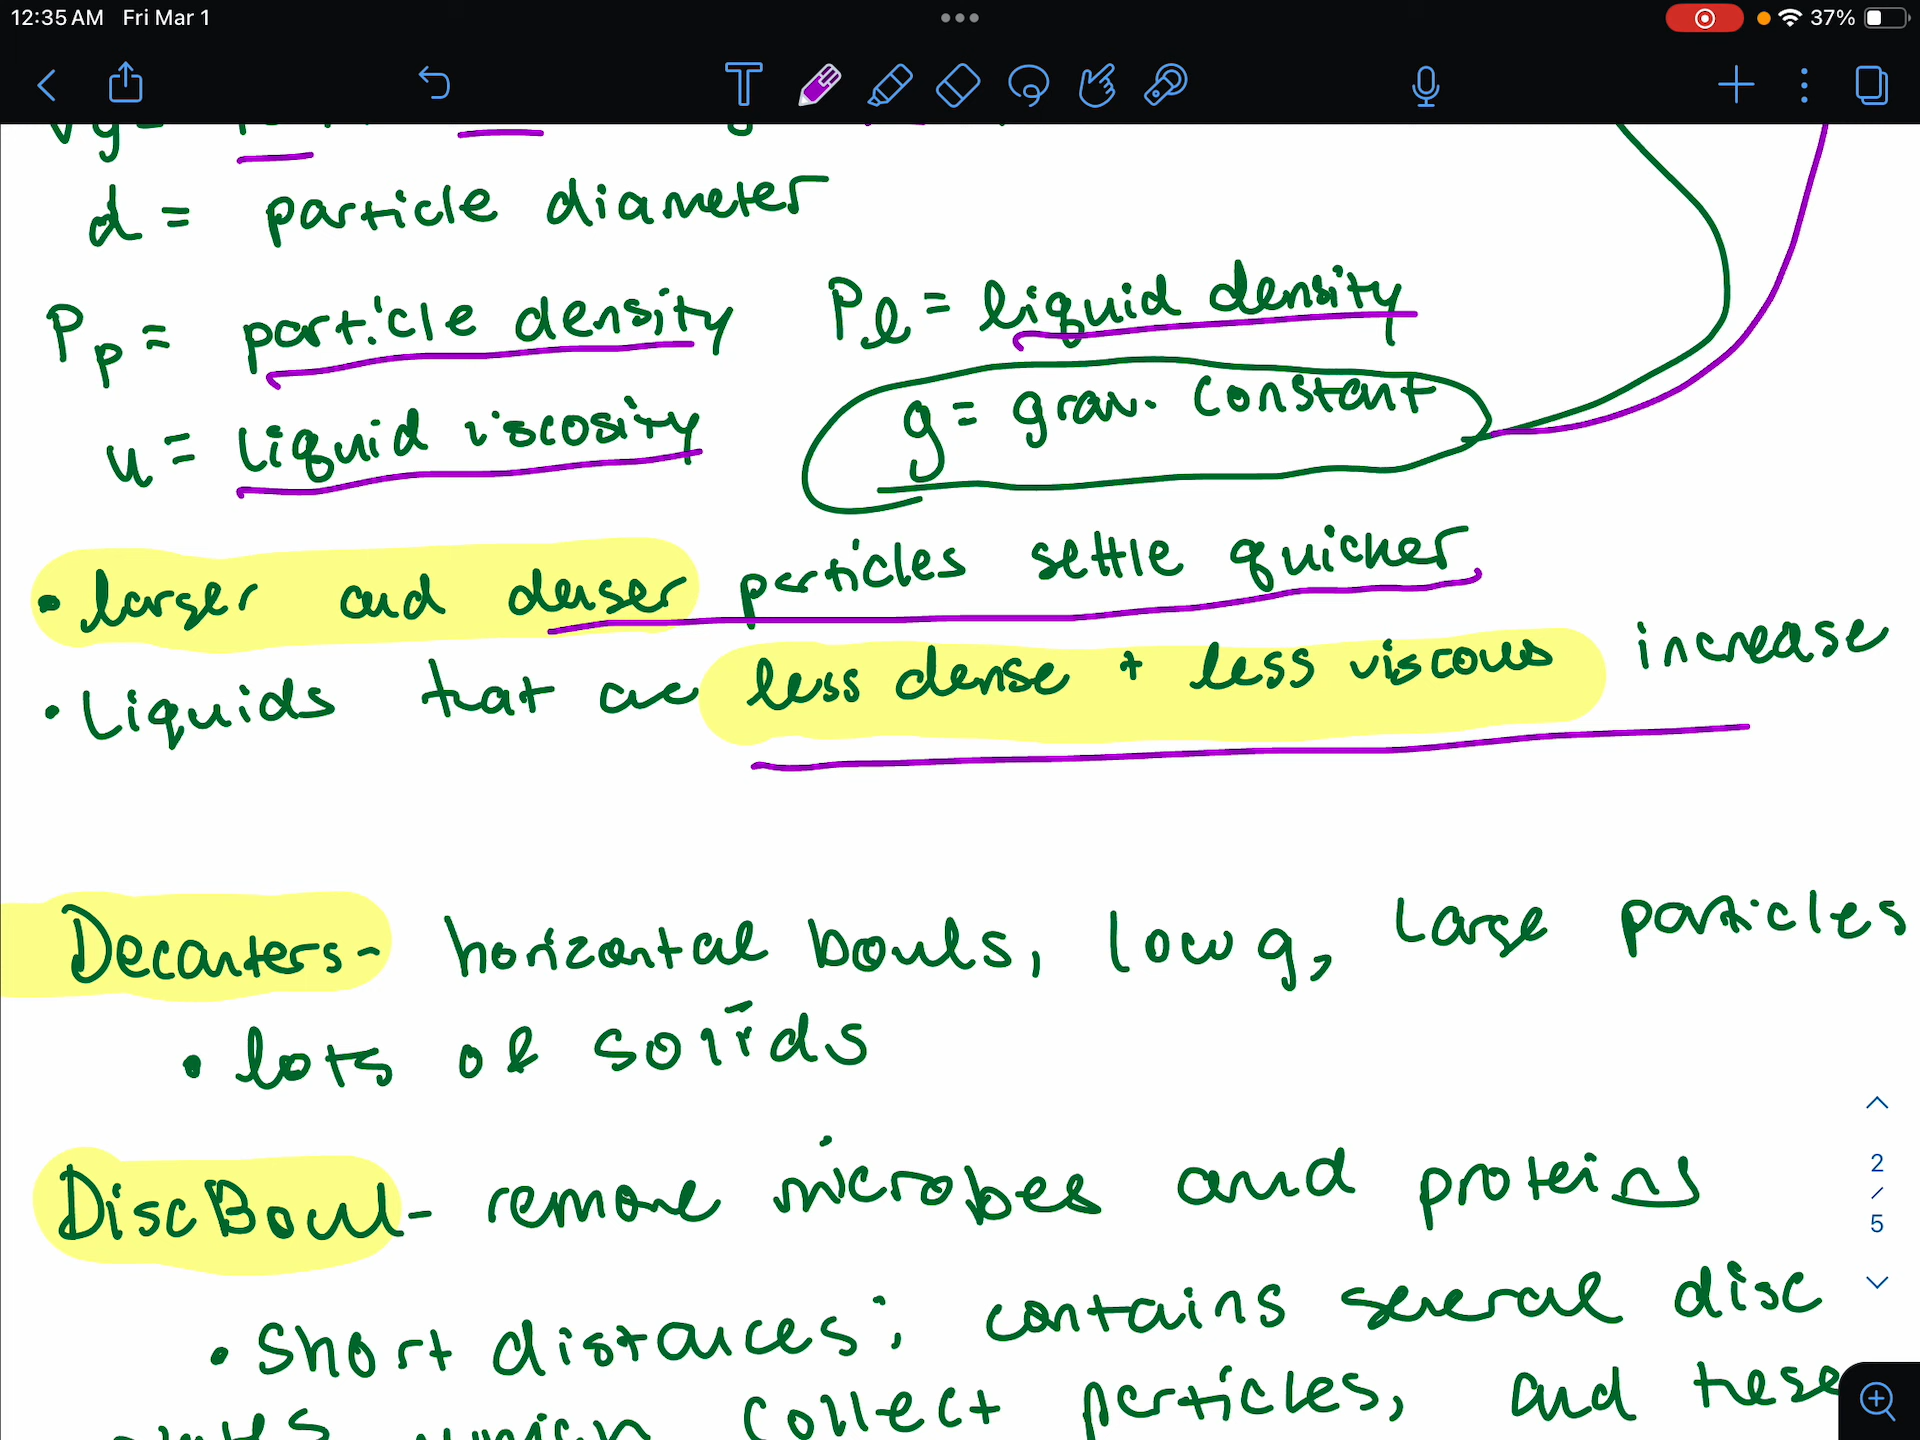 12:35 AM Fri Mar 1
37%
d = particle diameter
Pp = particle density Pl = liquid density
u = liquid viscosity g = grav. constant
• larger and denser particles settle quicker
• Liquids that are less dense + less viscous increase
Decanters- horizontal bowls, low g, Large particles
• lots of solids
Disc Bowl- remove microbes and proteins
2
/
5
• Short distances; contains several disc
plates which collect particles, and these